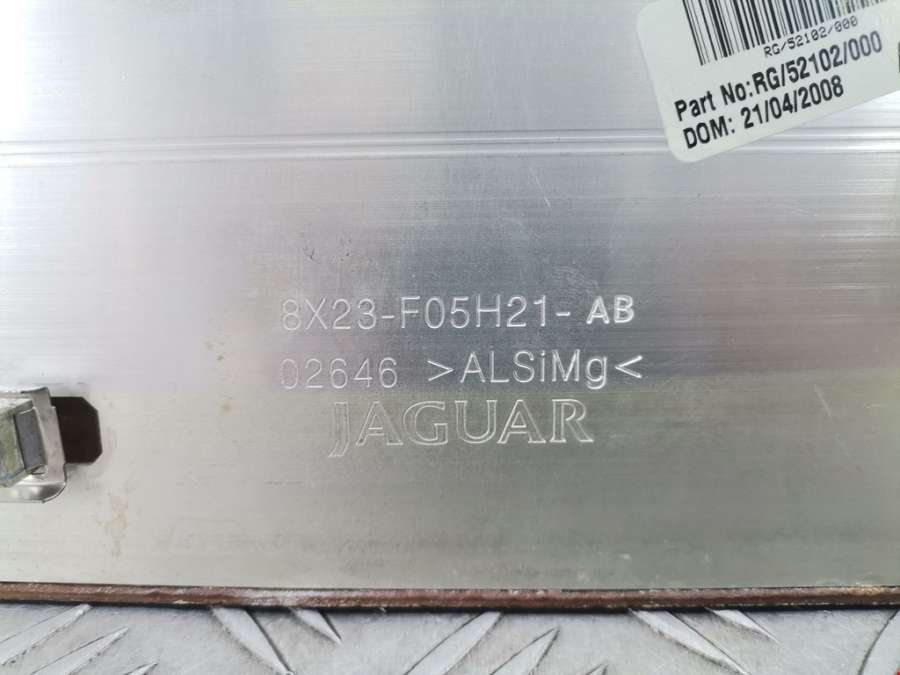 RG/52102/000
Part No:RG/52102/000
DOM: 21/04/2008
8X23-F05H21- AB
02646 >ALSiMg<
JAGUAR